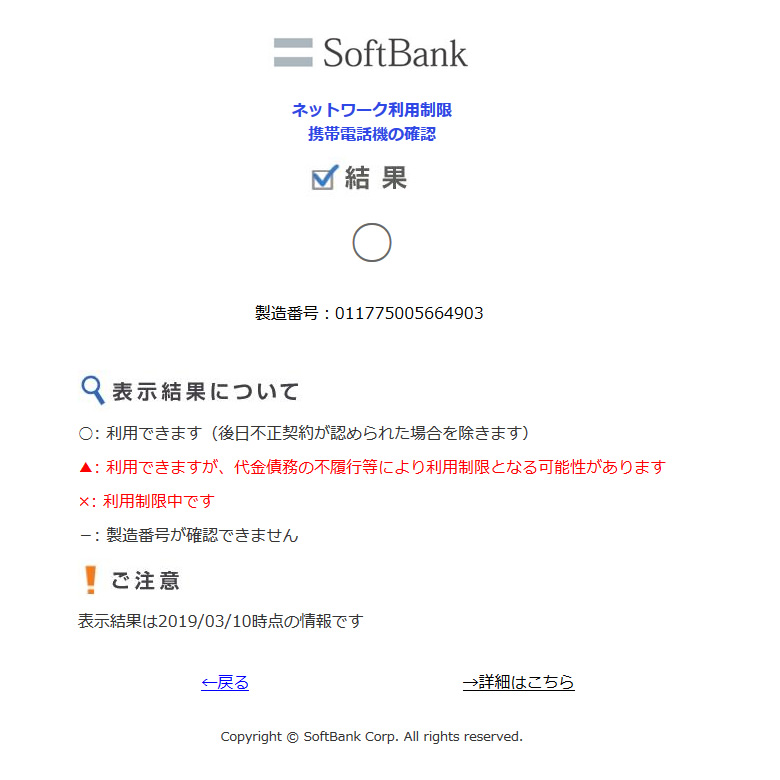 SoftBank
ネットワーク利用制限
携帯電話機の確認
結果
○
製造番号：011775005664903
表示結果について
○: 利用できます（後日不正契約が認められた場合を除きます）
▲: 利用できますが、代金債務の不履行等により利用制限となる可能性があります
×: 利用制限中です
－: 製造番号が確認できません
ご注意
表示結果は2019/03/10時点の情報です
←戻る
→詳細はこちら
Copyright © SoftBank Corp. All rights reserved.